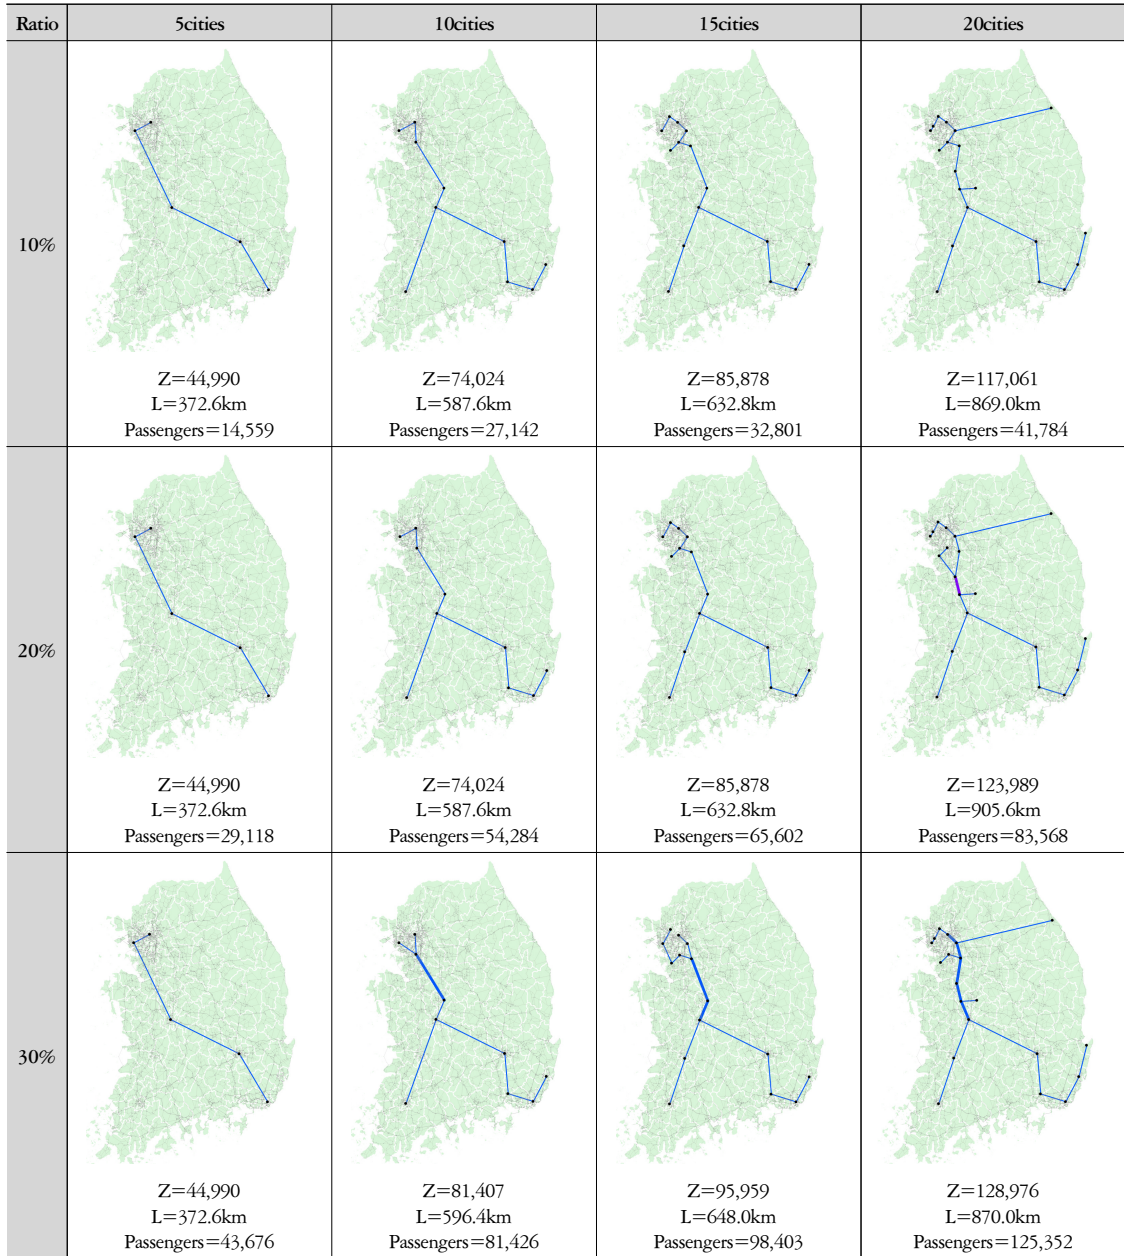 Ratio 5cities 10cities 15cities 20cities
10%
Z=44,990 Z=74,024 Z=85,878 Z=117,061
L=372.6km L=587.6km L=632.8km L=869.0km
Passengers=14,559 Passengers=27,142 Passengers=32,801 Passengers=41,784
20%
Z=44,990 Z=74,024 Z=85,878 Z=123,989
L=372.6km L=587.6km L=632.8km L=905.6km
Passengers=29,118 Passengers=54,284 Passengers=65,602 Passengers=83,568
30%
Z=44,990 Z=81,407 Z=95,959 Z=128,976
L=372.6km L=596.4km L=648.0km L=870.0km
Passengers=43,676 Passengers=81,426 Passengers=98,403 Passengers=125,352